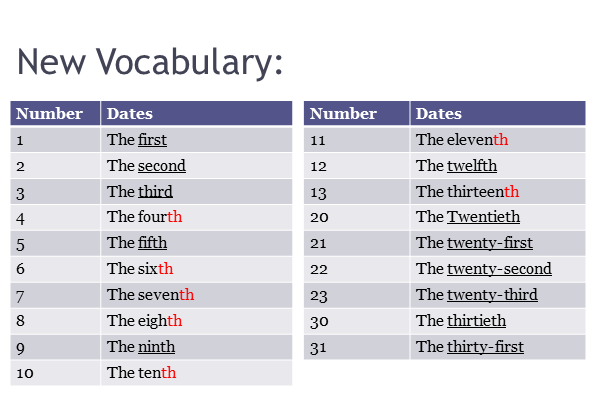 New Vocabulary:
Number Dates
1 The first
2 The second
3 The third
4 The fourth
5 The fifth
6 The sixth
7 The seventh
8 The eighth
9 The ninth
10 The tenth
Number Dates
11 The eleventh
12 The twelfth
13 The thirteenth
20 The Twentieth
21 The twenty-first
22 The twenty-second
23 The twenty-third
30 The thirtieth
31 The thirty-first